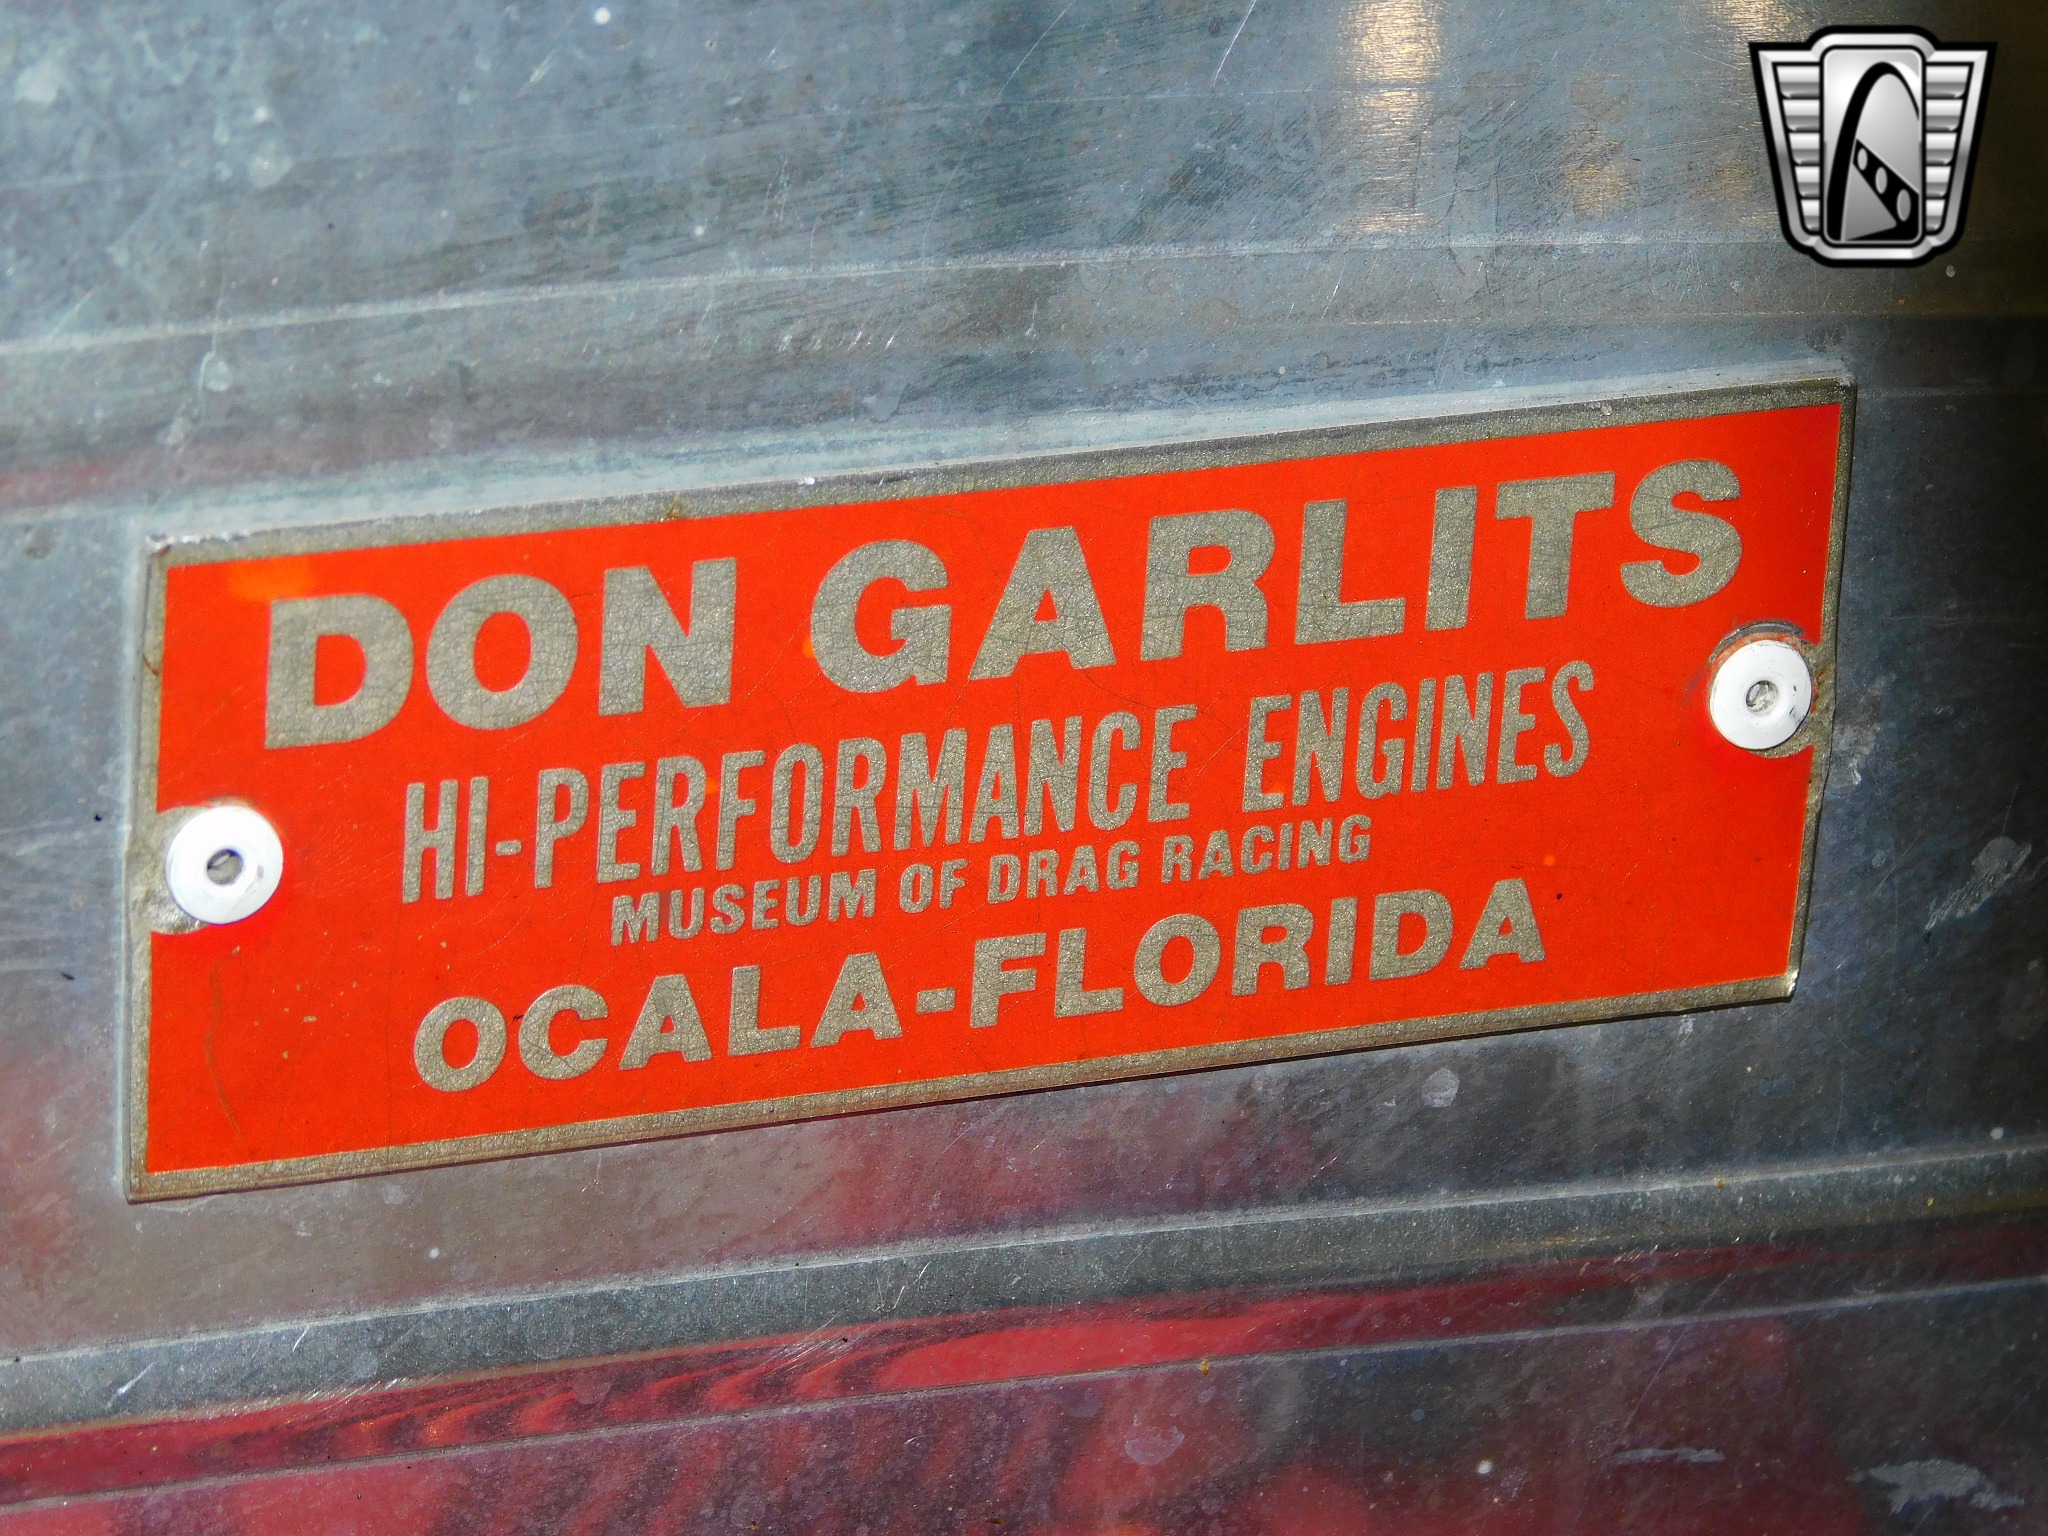 DON GARLITS
HI-PERFORMANCE ENGINES
MUSEUM OF DRAG RACING
OCALA-FLORIDA